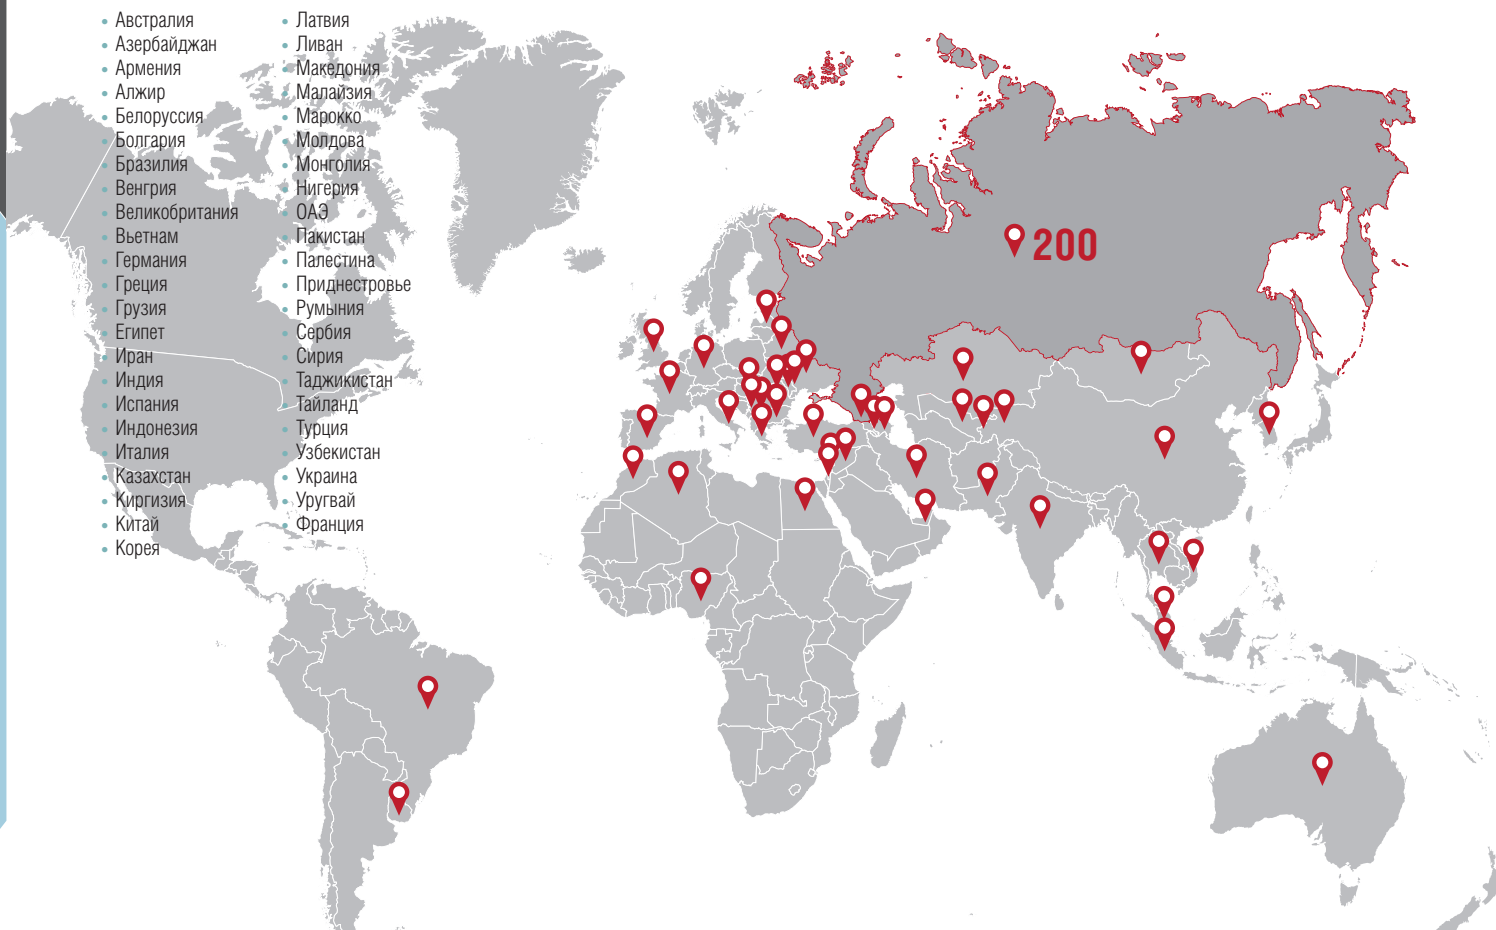 Австралия
Азербайджан
Армения
Алжир
Белоруссия
Болгария
Бразилия
Венгрия
Великобритания
Вьетнам
Германия
Греция
Грузия
Египет
Иран
Индия
Испания
Индонезия
Италия
Казахстан
Киргизия
Китай
Корея
Латвия
Ливан
Македония
Малайзия
Марокко
Молдова
Монголия
Нигерия
ОАЭ
Пакистан
Палестина
Приднестровье
Румыния
Сербия
Сирия
Таджикистан
Тайланд
Турция
Узбекистан
Украина
Уругвай
Франция
200